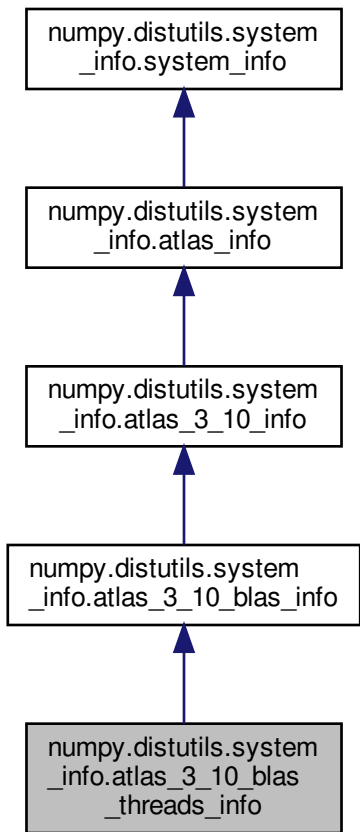 numpy.distutils.system
_info.system_info
numpy.distutils.system
_info.atlas_info
numpy.distutils.system
_info.atlas_3_10_info
numpy.distutils.system
_info.atlas_3_10_blas_info
numpy.distutils.system
_info.atlas_3_10_blas
_threads_info